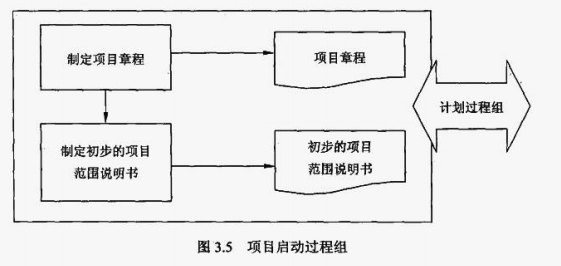 制定项目章程
项目章程
计划过程组
制定初步的项目
范围说明书
初步的项目
范围说明书
图 3.5 项目启动过程组